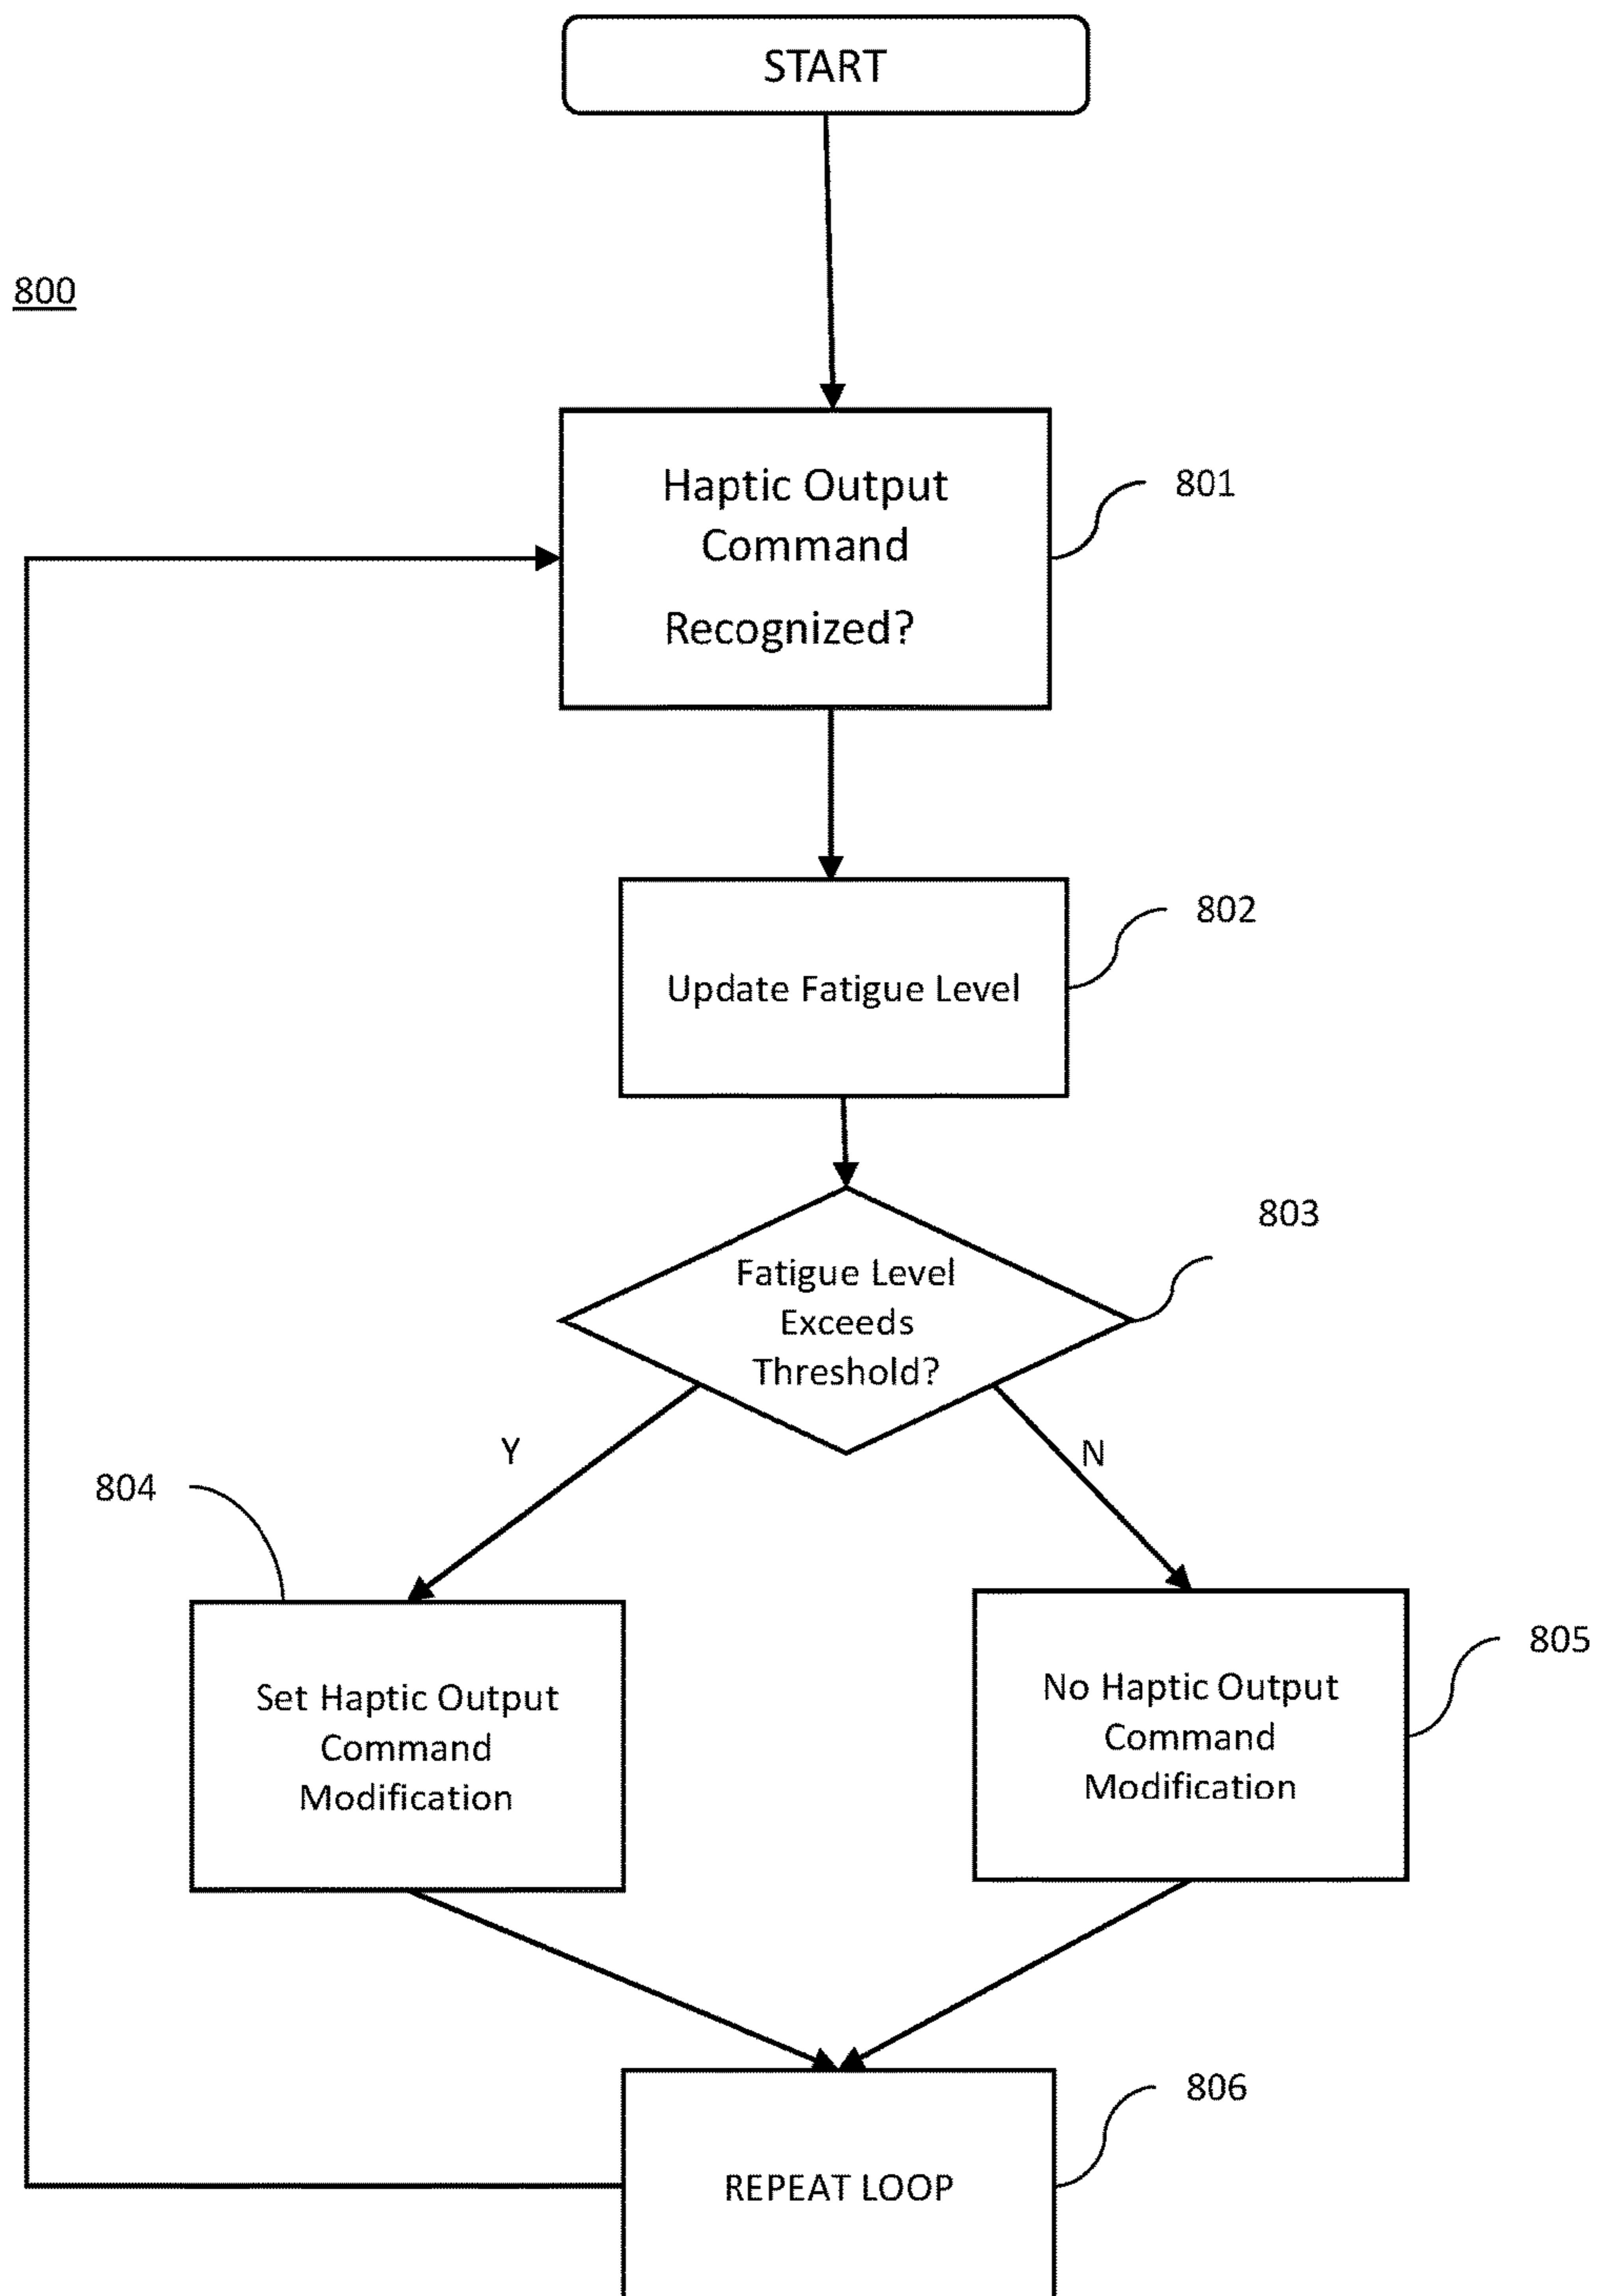 START
800
Haptic Output
Command
Recognized?
801
802
Update Fatigue Level
803
Fatigue Level
Exceeds
Threshold?
Y
N
804
805
Set Haptic Output
Command
Modification
No Haptic Output
Command
Modification
806
REPEAT LOOP